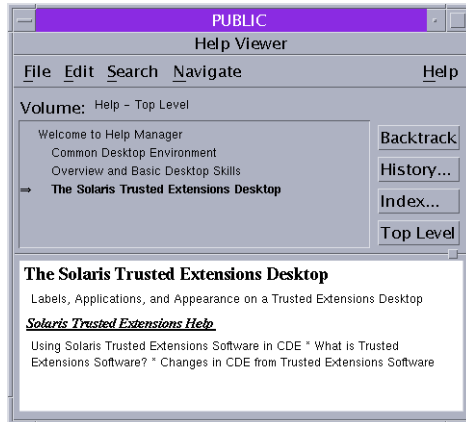 PUBLIC
Help Viewer
File Edit Search Navigate Help
Volume: Help - Top Level
Welcome to Help Manager
Common Desktop Environment
Overview and Basic Desktop Skills
⇒ The Solaris Trusted Extensions Desktop
Backtrack
History...
Index...
Top Level
The Solaris Trusted Extensions Desktop
Labels, Applications, and Appearance on a Trusted Extensions Desktop
Solaris Trusted Extensions Help
Using Solaris Trusted Extensions Software in CDE * What is Trusted
Extensions Software? * Changes in CDE from Trusted Extensions Software